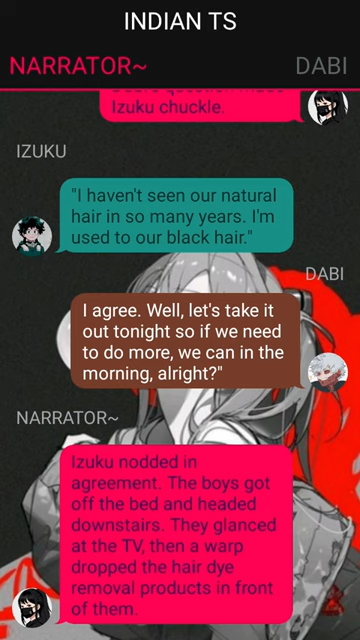 INDIAN TS
NARRATOR~
DABI
Izuku chuckle.
IZUKU
"I haven't seen our natural
hair in so many years. I'm
used to our black hair."
DABI
I agree. Well, let's take it
out tonight so if we need
to do more, we can in the
morning, alright?"
NARRATOR~
Izuku nodded in
agreement. The boys got
off the bed and headed
downstairs. They glanced
at the TV, then a warp
dropped the hair dye
removal products in front
of them.